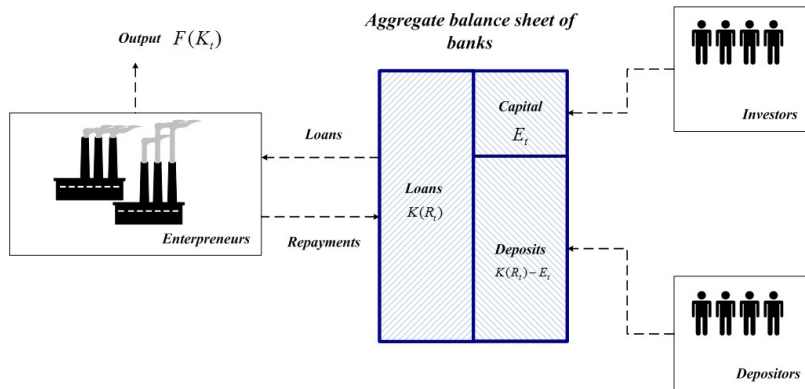 Aggregate balance sheet of
banks
Output F(K_t)
Capital
E_t
Investors
Loans
Loans
K(R_t)
Enterpreneurs
Repayments
Deposits
K(R_t) − E_t
Depositors